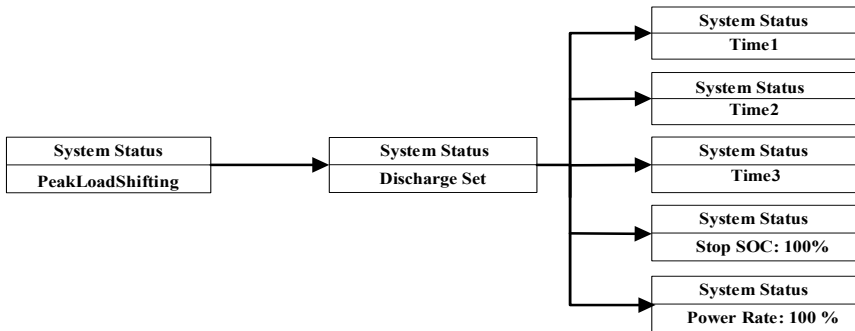 System Status
PeakLoadShifting
System Status
Discharge Set
System Status
Time1
System Status
Time2
System Status
Time3
System Status
Stop SOC: 100%
System Status
Power Rate: 100 %